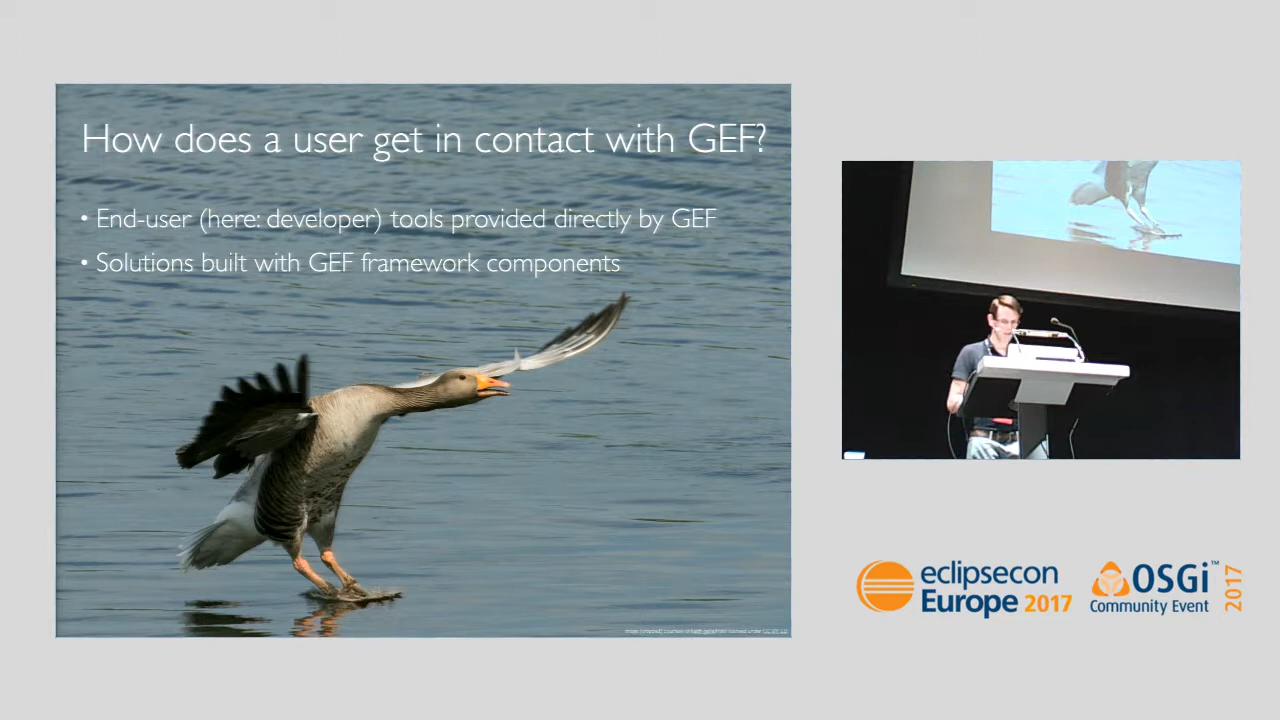 How does a user get in contact with GEF?
• End-user (here: developer) tools provided directly by GEF
• Solutions built with GEF framework components
eclipsecon
Europe 2017
OSGi™
Community Event
2017